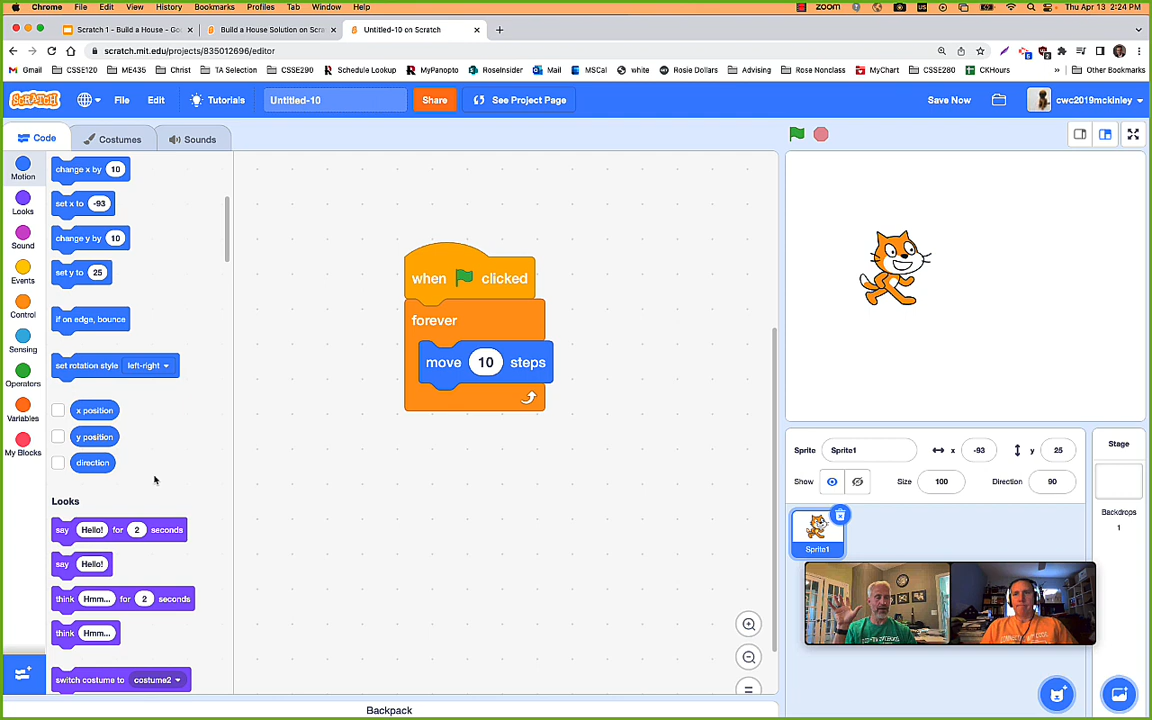 Chrome File Edit View History Bookmarks Profiles Tab Window Help zoom Thu Apr 13 2:24 PM
Scratch 1 - Build a House - Go Build a House Solution on Scra Untitled-10 on Scratch
scratch.mit.edu/projects/835012696/editor
Gmail CSSE120 ME435 Christ TA Selection CSSE290 Schedule Lookup MyPanopto RoseInsider Mail MSCal white Rosie Dollars Advising Rose Nonclass MyChart CSSE280 CKHours » Other Bookmarks
SCRATCH File Edit Tutorials Untitled-10 Share See Project Page Save Now cwc2019mckinley
Code Costumes Sounds
Motion
Looks
Sound
Events
Control
Sensing
Operators
Variables
My Blocks
change x by 10
set x to -93
change y by 10
set y to 25
if on edge, bounce
set rotation style left-right
x position
y position
direction
Looks
say Hello! for 2 seconds
say Hello!
think Hmm... for 2 seconds
think Hmm...
switch costume to costume2
when clicked
forever
move 10 steps
Sprite Sprite1 x -93 y 25
Show Size 100 Direction 90
Sprite1
Stage
Backdrops
1
Backpack